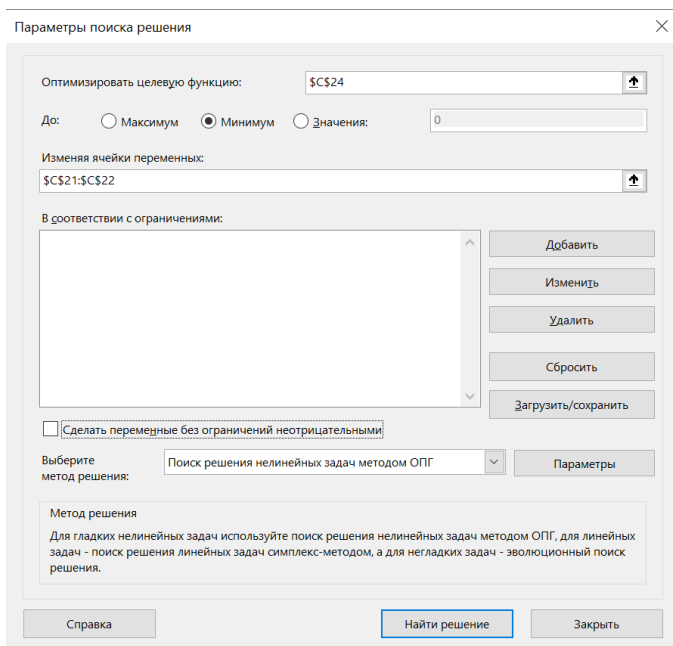 Параметры поиска решения
Оптимизировать целевую функцию:
$C$24
До:
Максимум
Минимум
Значения:
0
Изменяя ячейки переменных:
$C$21:$C$22
В соответствии с ограничениями:
Добавить
Изменить
Удалить
Сбросить
Загрузить/сохранить
Сделать переменные без ограничений неотрицательными
Выберите
метод решения:
Поиск решения нелинейных задач методом ОПГ
Параметры
Метод решения
Для гладких нелинейных задач используйте поиск решения нелинейных задач методом ОПГ, для линейных
задач - поиск решения линейных задач симплекс-методом, а для негладких задач - эволюционный поиск
решения.
Справка
Найти решение
Закрыть